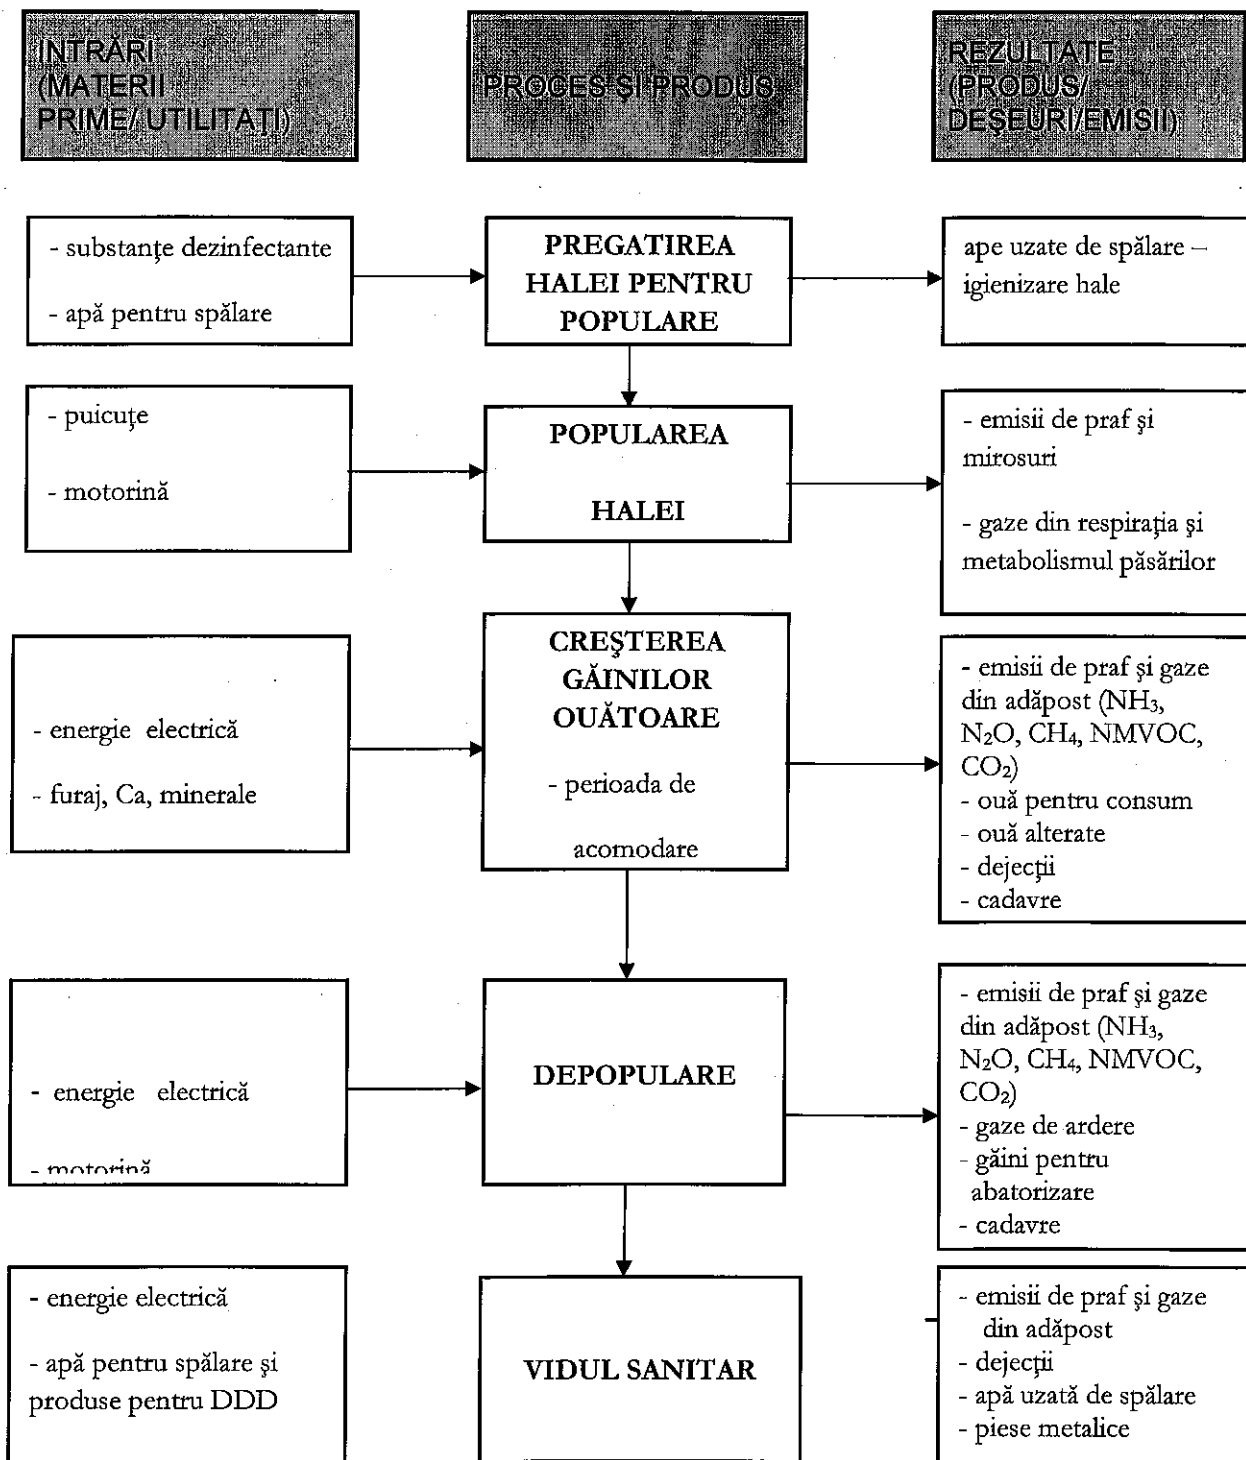 INTRĂRI
(MATERII
PRIME/ UTILITAŢI)
PROCES ŞI PRODUS
REZULTATE
(PRODUS/
DEŞEURI/EMISII)
- substanţe dezinfectante
- apă pentru spălare
PREGATIREA
HALEI PENTRU
POPULARE
ape uzate de spălare –
igienizare hale
- puicuţe
- motorină
POPULAREA
HALEI
- emisii de praf şi
mirosuri
- gaze din respiraţia şi
metabolismul păsărilor
- energie electrică
- furaj, Ca, minerale
CREŞTEREA
GĂINILOR
OUĂTOARE
- perioada de
acomodare
- emisii de praf şi gaze
din adăpost (NH₃,
N₂O, CH₄, NMVOC,
CO₂)
- ouă pentru consum
- ouă alterate
- dejecţii
- cadavre
- energie electrică
- motorină
DEPOPULARE
- emisii de praf şi gaze
din adăpost (NH₃,
N₂O, CH₄, NMVOC,
CO₂)
- gaze de ardere
- găini pentru
abatorizare
- cadavre
- energie electrică
- apă pentru spălare şi
produse pentru DDD
VIDUL SANITAR
- emisii de praf şi gaze
din adăpost
- dejecţii
- apă uzată de spălare
- piese metalice